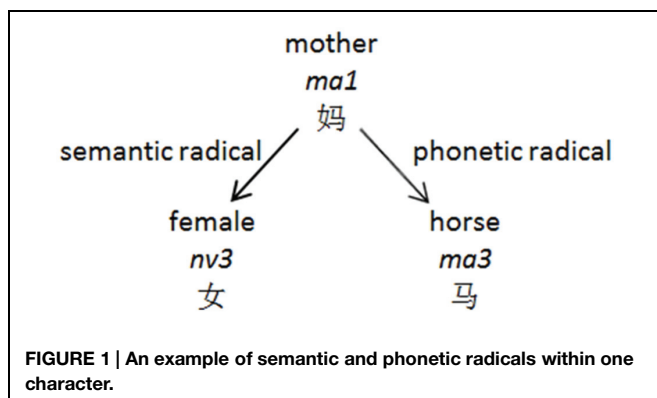 mother
ma1
妈
semantic radical phonetic radical
female horse
nv3 ma3
女 马
FIGURE 1 | An example of semantic and phonetic radicals within one
character.